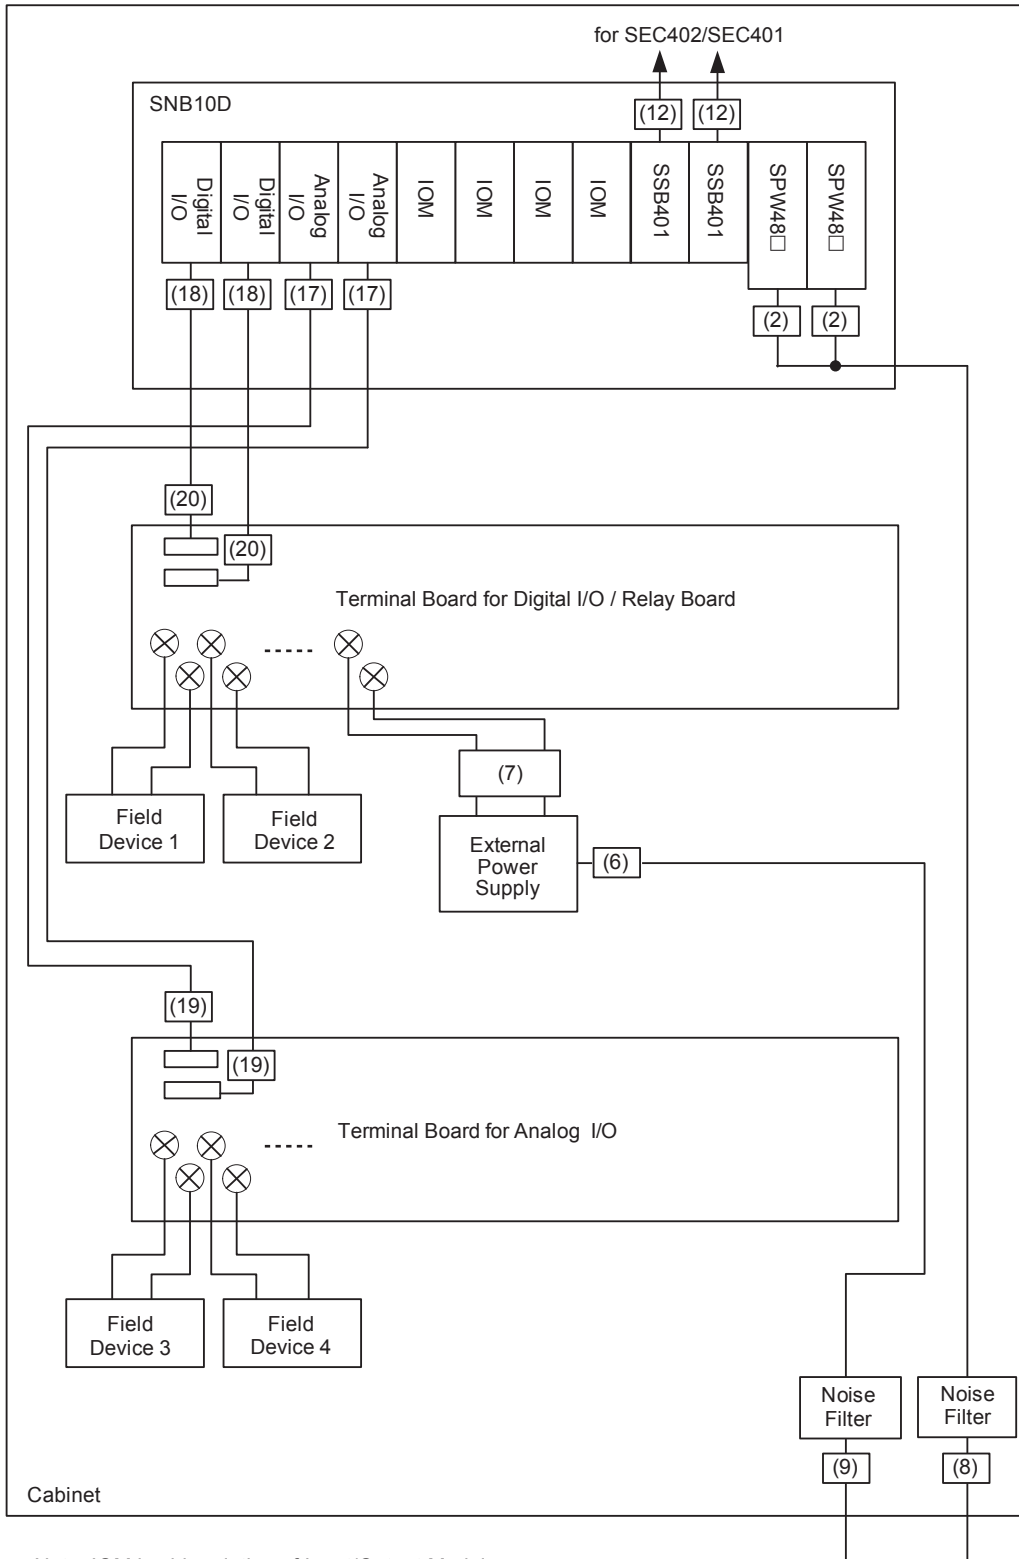 for SEC402/SEC401
SNB10D
(12) (12)
Digital I/O
Digital I/O
Analog I/O
Analog I/O
IOM
IOM
IOM
IOM
SSB401
SSB401
SPW48□
SPW48□
(18) (18) (17) (17)
(2) (2)
(20)
(20)
Terminal Board for Digital I/O / Relay Board
(7)
Field
Device 1
Field
Device 2
External
Power
Supply
(6)
(19)
(19)
Terminal Board for Analog I/O
Field
Device 3
Field
Device 4
Noise
Filter
Noise
Filter
(9) (8)
Cabinet